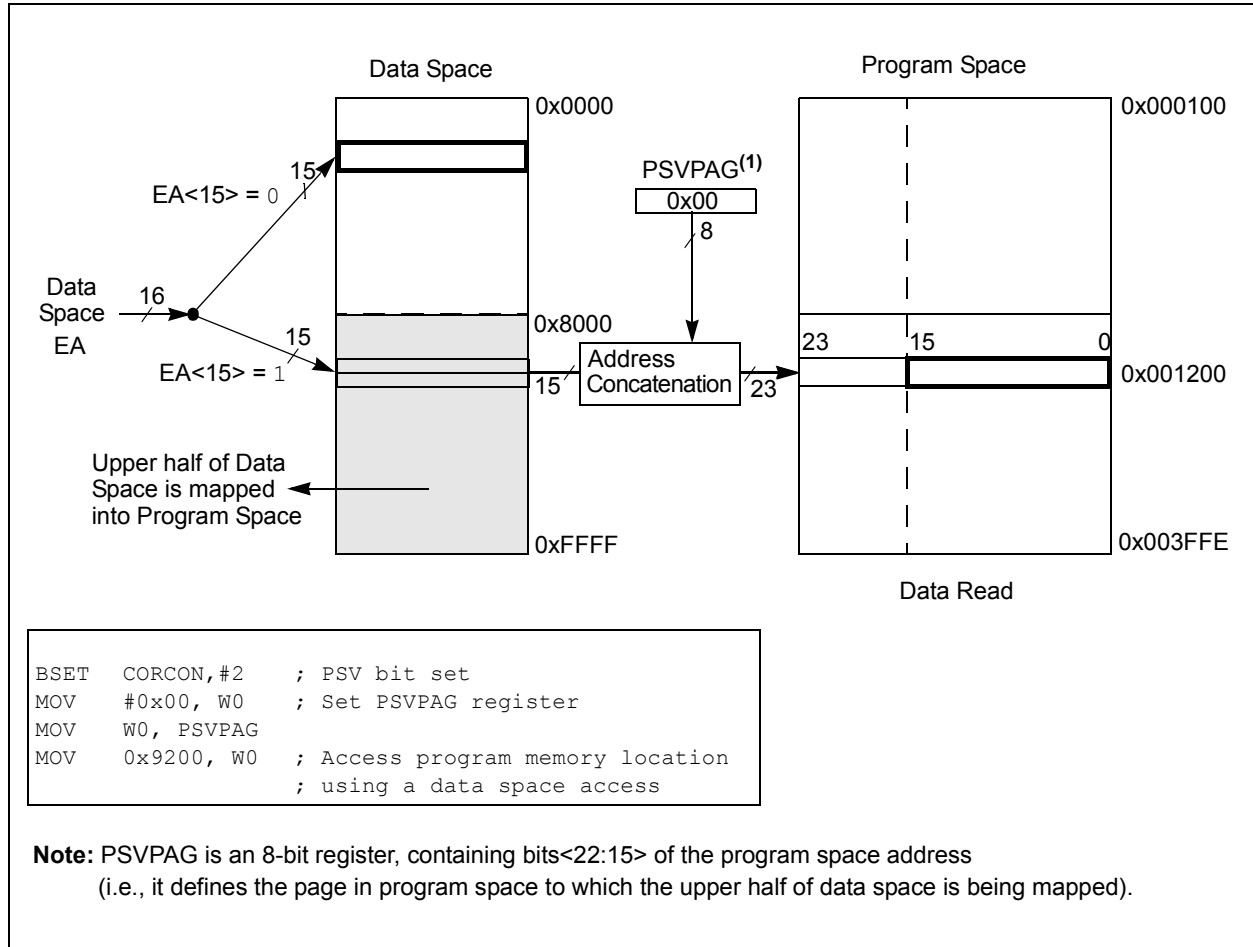 Data Space
Program Space
0x0000
0x000100
15
PSVPAG(1)
EA<15> = 0
0x00
8
Data
Space
EA
16
0x8000
15
EA<15> = 1
15
Address
Concatenation
23
23
15
0
0x001200
Upper half of Data
Space is mapped
into Program Space
0xFFFF
0x003FFE
Data Read
BSET CORCON,#2 ; PSV bit set
MOV #0x00, W0 ; Set PSVPAG register
MOV W0, PSVPAG
MOV 0x9200, W0 ; Access program memory location
; using a data space access
Note: PSVPAG is an 8-bit register, containing bits<22:15> of the program space address
(i.e., it defines the page in program space to which the upper half of data space is being mapped).